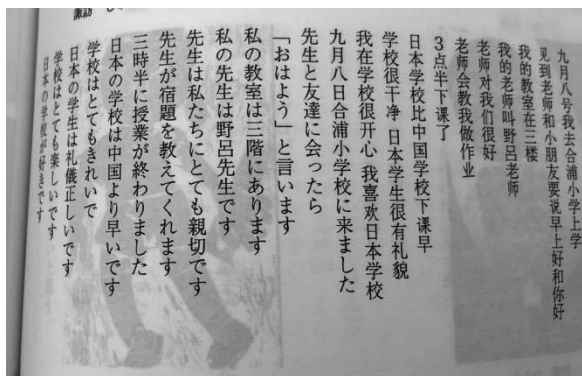 九月八号我去合浦小学上学
见到老师和小朋友要说早上好和你好
我的教室在三楼
我的老师叫野呂老师
老师对我们很好
老师会教我做作业
3点半下课了
日本学校比中国学校下课早
学校很干净 日本学生很有礼貌
我在学校很开心 我喜欢日本学校
九月八日合浦小学校に来ました
先生と友達に会ったら
「おはよう」と言います
私の教室は三階にあります
私の先生は野呂先生です
先生は私たちにとても親切です
先生が宿題を教えてくれます
三時半に授業が終わりました
日本の学校は中国より早いです
学校はとてもきれいで
日本の学生は礼儀正しいです
学校はとても楽しいです
日本の学校が好きです